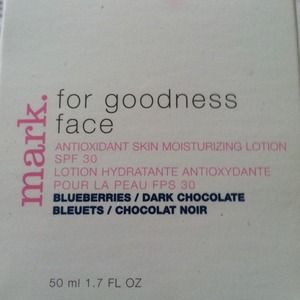 mark.
for goodness
face
ANTIOXIDANT SKIN MOISTURIZING LOTION
SPF 30
LOTION HYDRATANTE ANTIOXYDANTE
POUR LA PEAU FPS 30
BLUEBERRIES / DARK CHOCOLATE
BLEUETS / CHOCOLAT NOIR
50 ml 1.7 FL OZ